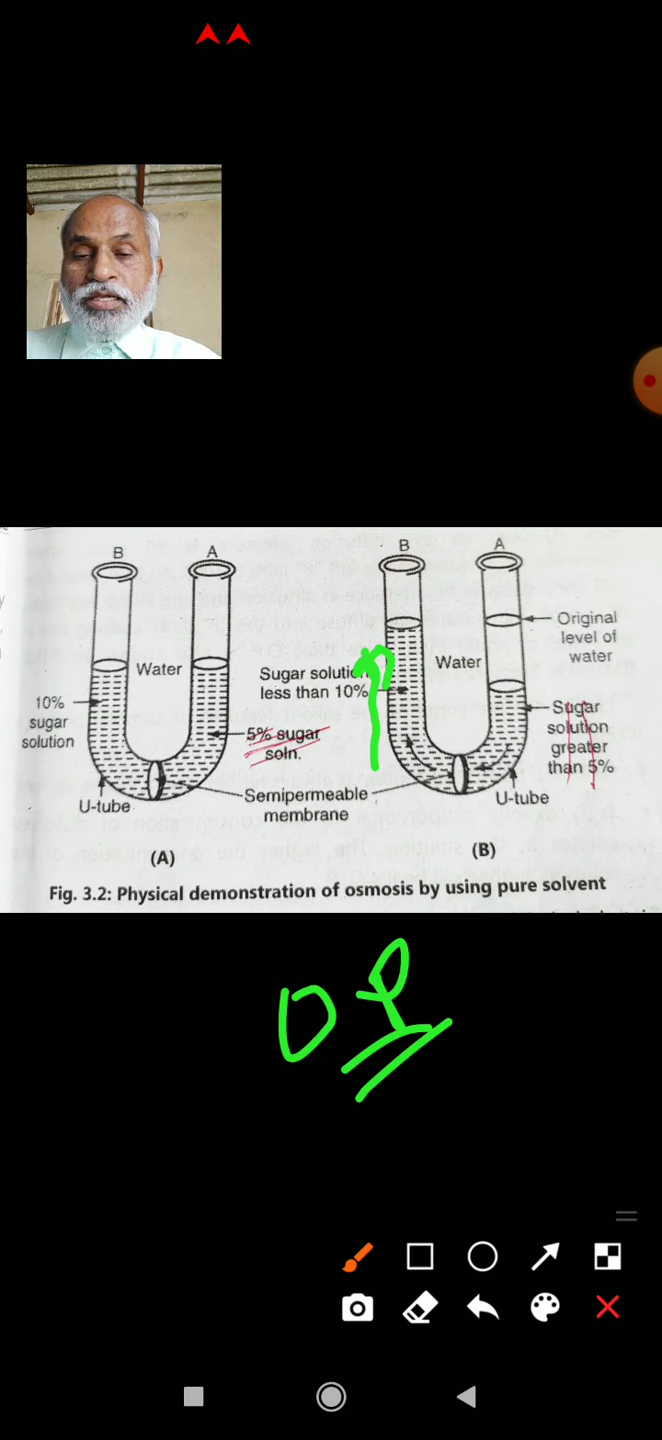 B
A
B
A
Original
level of
water
Water
Sugar solution
less than 10%
Water
10%
sugar
solution
5% sugar
soln.
Sugar
solution
greater
than 5%
U-tube
Semipermeable
membrane
U-tube
(A)
(B)
Fig. 3.2: Physical demonstration of osmosis by using pure solvent
OP